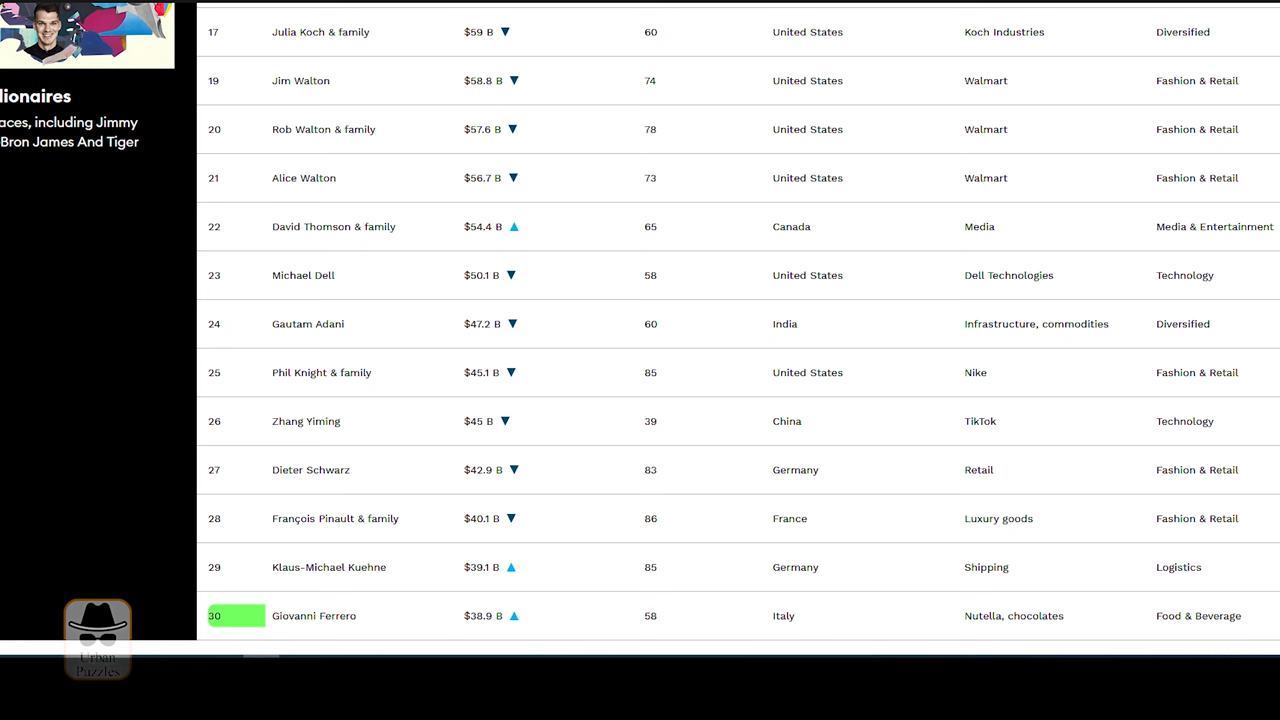 lionaires
aces, including Jimmy
Bron James And Tiger
17 Julia Koch & family $59 B ▼ 60 United States Koch Industries Diversified
19 Jim Walton $58.8 B ▼ 74 United States Walmart Fashion & Retail
20 Rob Walton & family $57.6 B ▼ 78 United States Walmart Fashion & Retail
21 Alice Walton $56.7 B ▼ 73 United States Walmart Fashion & Retail
22 David Thomson & family $54.4 B ▲ 65 Canada Media Media & Entertainment
23 Michael Dell $50.1 B ▼ 58 United States Dell Technologies Technology
24 Gautam Adani $47.2 B ▼ 60 India Infrastructure, commodities Diversified
25 Phil Knight & family $45.1 B ▼ 85 United States Nike Fashion & Retail
26 Zhang Yiming $45 B ▼ 39 China TikTok Technology
27 Dieter Schwarz $42.9 B ▼ 83 Germany Retail Fashion & Retail
28 François Pinault & family $40.1 B ▼ 86 France Luxury goods Fashion & Retail
29 Klaus-Michael Kuehne $39.1 B ▲ 85 Germany Shipping Logistics
30 Giovanni Ferrero $38.9 B ▲ 58 Italy Nutella, chocolates Food & Beverage
Urban
Puzzles